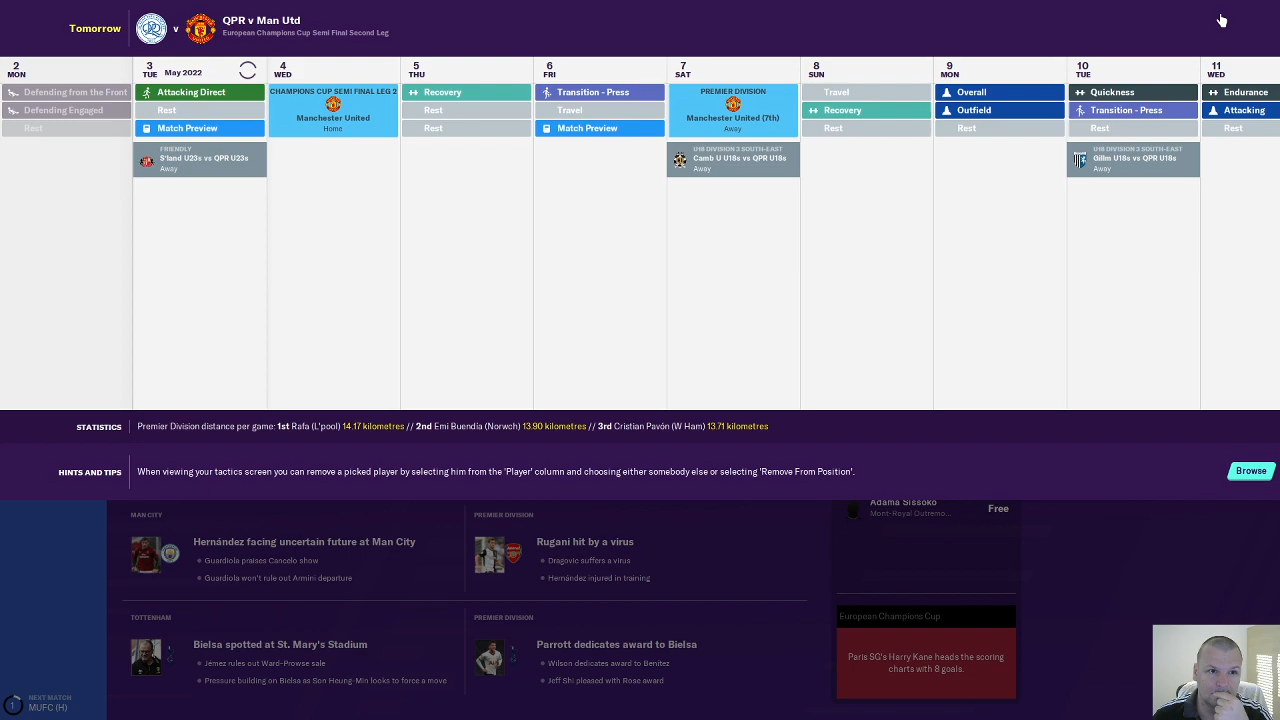 Tomorrow
v
QPR v Man Utd
European Champions Cup Semi Final Second Leg
2
MON
3
TUE
May 2022
4
WED
5
THU
6
FRI
7
SAT
8
SUN
9
MON
10
TUE
11
WED
Defending from the Front
Defending Engaged
Rest
Attacking Direct
Rest
Match Preview
FRIENDLY
S'land U23s vs QPR U23s
Away
CHAMPIONS CUP SEMI FINAL LEG 2
Manchester United
Home
Recovery
Rest
Rest
Transition - Press
Travel
Match Preview
PREMIER DIVISION
Manchester United (7th)
Away
U18 DIVISION 3 SOUTH-EAST
Camb U U18s vs QPR U18s
Away
Travel
Recovery
Rest
Overall
Outfield
Rest
Quickness
Transition - Press
Rest
U18 DIVISION 3 SOUTH-EAST
Gillm U18s vs QPR U18s
Away
Endurance
Attacking
Rest
STATISTICS
Premier Division distance per game: 1st Rafa (L'pool) 14.17 kilometres // 2nd Emi Buendía (Norwch) 13.90 kilometres // 3rd Cristian Pavón (W Ham) 13.71 kilometres
HINTS AND TIPS
When viewing your tactics screen you can remove a picked player by selecting him from the 'Player' column and choosing either somebody else or selecting 'Remove From Position'.
Browse
MAN CITY
Hernández facing uncertain future at Man City
Guardiola praises Cancelo show
Guardiola won't rule out Armini departure
PREMIER DIVISION
Rugani hit by a virus
Dragovic suffers a virus
Hernández injured in training
TOTTENHAM
Bielsa spotted at St. Mary's Stadium
Jémez rules out Ward-Prowse sale
Pressure building on Bielsa as Son Heung-Min looks to force a move
PREMIER DIVISION
Parrott dedicates award to Bielsa
Wilson dedicates award to Benítez
Jeff Shi pleased with Rose award
Adama Sissoko
Mont-Royal Outremo...
Free
European Champions Cup
Paris SG's Harry Kane heads the scoring
charts with 8 goals.
1
NEXT MATCH
MUFC (H)